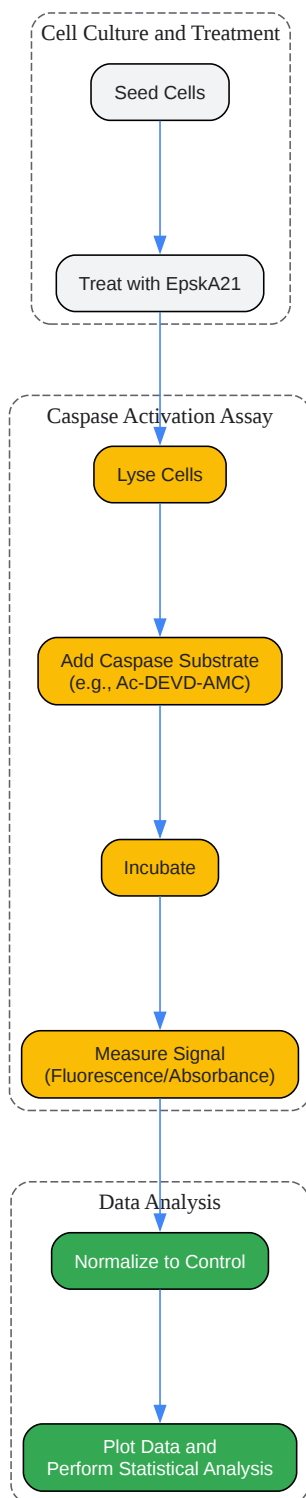 Cell Culture and Treatment
Seed Cells
Treat with EpskA21
Caspase Activation Assay
Lyse Cells
Add Caspase Substrate
(e.g., Ac-DEVD-AMC)
Incubate
Measure Signal
(Fluorescence/Absorbance)
Data Analysis
Normalize to Control
Plot Data and
Perform Statistical Analysis